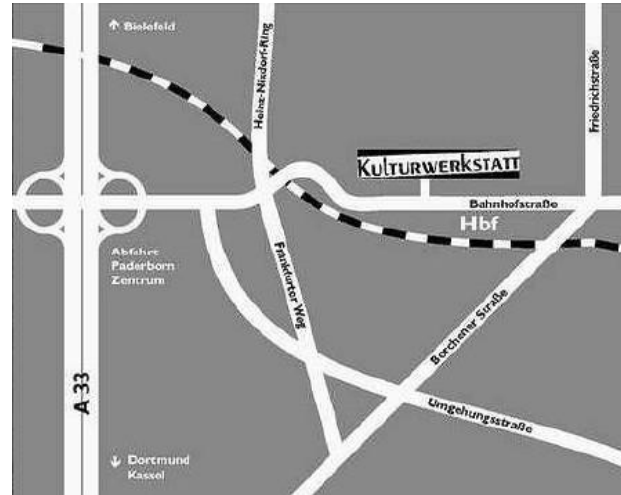 Bielefeld
Heinz-Nixdorf-Ring
Friedrichstraße
KULTURWERKSTATT
Bahnhofstraße
Hbf
Abfahrt
Paderborn
Zentrum
Frankfurter Weg
Borchener Straße
A 33
Umgehungsstraße
Dortmund
Kassel